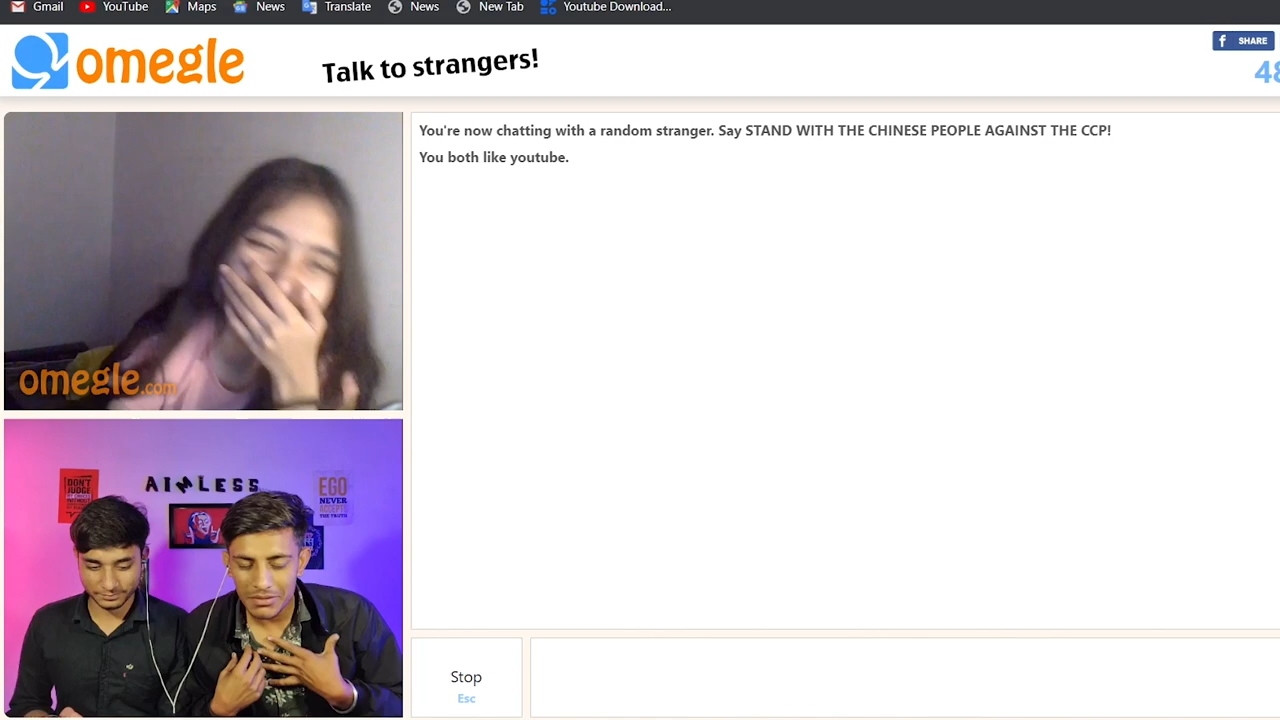 Gmail YouTube Maps News Translate News New Tab Youtube Download...
omegle Talk to strangers!
SHARE
48
You're now chatting with a random stranger. Say STAND WITH THE CHINESE PEOPLE AGAINST THE CCP!
You both like youtube.
omegle.com
AIMLESS
DON'T
JUDGE
EGO
NEVER
ACCEPTS
THE TRUTH
Stop
Esc